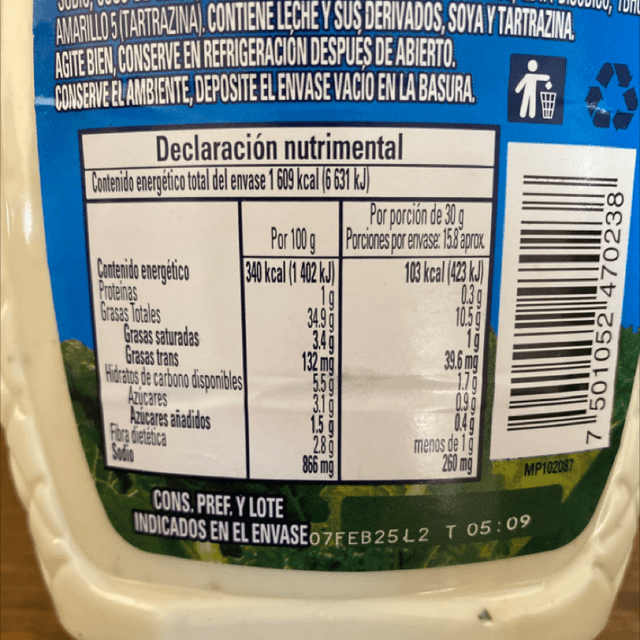 AMARILLO 5 (TARTRAZINA). CONTIENE LECHE Y SUS DERIVADOS, SOYA Y TARTRAZINA.
AGITE BIEN, CONSERVE EN REFRIGERACIÓN DESPUÉS DE ABIERTO.
CONSERVE EL AMBIENTE, DEPOSITE EL ENVASE VACÍO EN LA BASURA.
Declaración nutrimental
Contenido energético total del envase 1 609 kcal (6 631 kJ)
Por 100 g Por porción de 30 g
Porciones por envase: 15.8 aprox.
Contenido energético 340 kcal (1 402 kJ) 103 kcal (423 kJ)
Proteínas 1 g 0.3 g
Grasas Totales 34.9 g 10.5 g
Grasas saturadas 3.4 g 1 g
Grasas trans 132 mg 39.6 mg
Hidratos de carbono disponibles 5.5 g 1.7 g
Azúcares 3.1 g 0.9 g
Azúcares añadidos 1.5 g 0.4 g
Fibra dietética 2.8 g menos de 1 g
Sodio 866 mg 260 mg
7 501052 470238
MP102087
CONS. PREF. Y LOTE
INDICADOS EN EL ENVASE 07FEB25L2 T 05:09